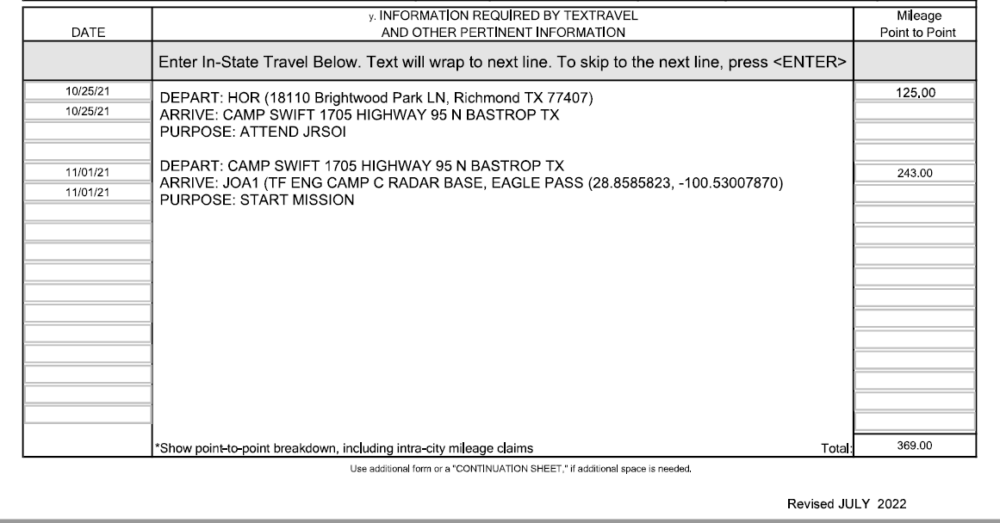 y. INFORMATION REQUIRED BY TEXTRAVEL
AND OTHER PERTINENT INFORMATION
DATE
Mileage
Point to Point
Enter In-State Travel Below. Text will wrap to next line. To skip to the next line, press <ENTER>
10/25/21
DEPART: HOR (18110 Brightwood Park LN, Richmond TX 77407)
125.00
10/25/21
ARRIVE: CAMP SWIFT 1705 HIGHWAY 95 N BASTROP TX
PURPOSE: ATTEND JRSOI
11/01/21
DEPART: CAMP SWIFT 1705 HIGHWAY 95 N BASTROP TX
243.00
11/01/21
ARRIVE: JOA1 (TF ENG CAMP C RADAR BASE, EAGLE PASS (28.8585823, -100.53007870)
PURPOSE: START MISSION
*Show point-to-point breakdown, including intra-city mileage claims
Total:
369.00
Use additional form or a "CONTINUATION SHEET," if additional space is needed.
Revised JULY 2022